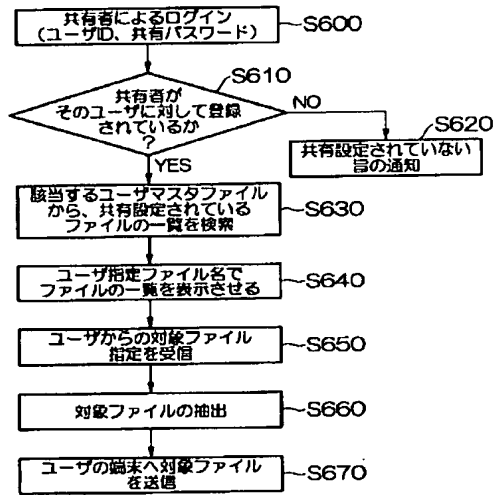 共有者によるログイン
(ユーザID、共有パスワード)
S600
S610
共有者が
そのユーザに対して登録
されているか
?
NO
S620
共有設定されていない
旨の通知
YES
該当するユーザマスタファイル
から、共有設定されている
ファイルの一覧を検索
S630
ユーザ指定ファイル名で
ファイルの一覧を表示させる
S640
ユーザからの対象ファイル
指定を受信
S650
対象ファイルの抽出
S660
ユーザの端末へ対象ファイル
を送信
S670